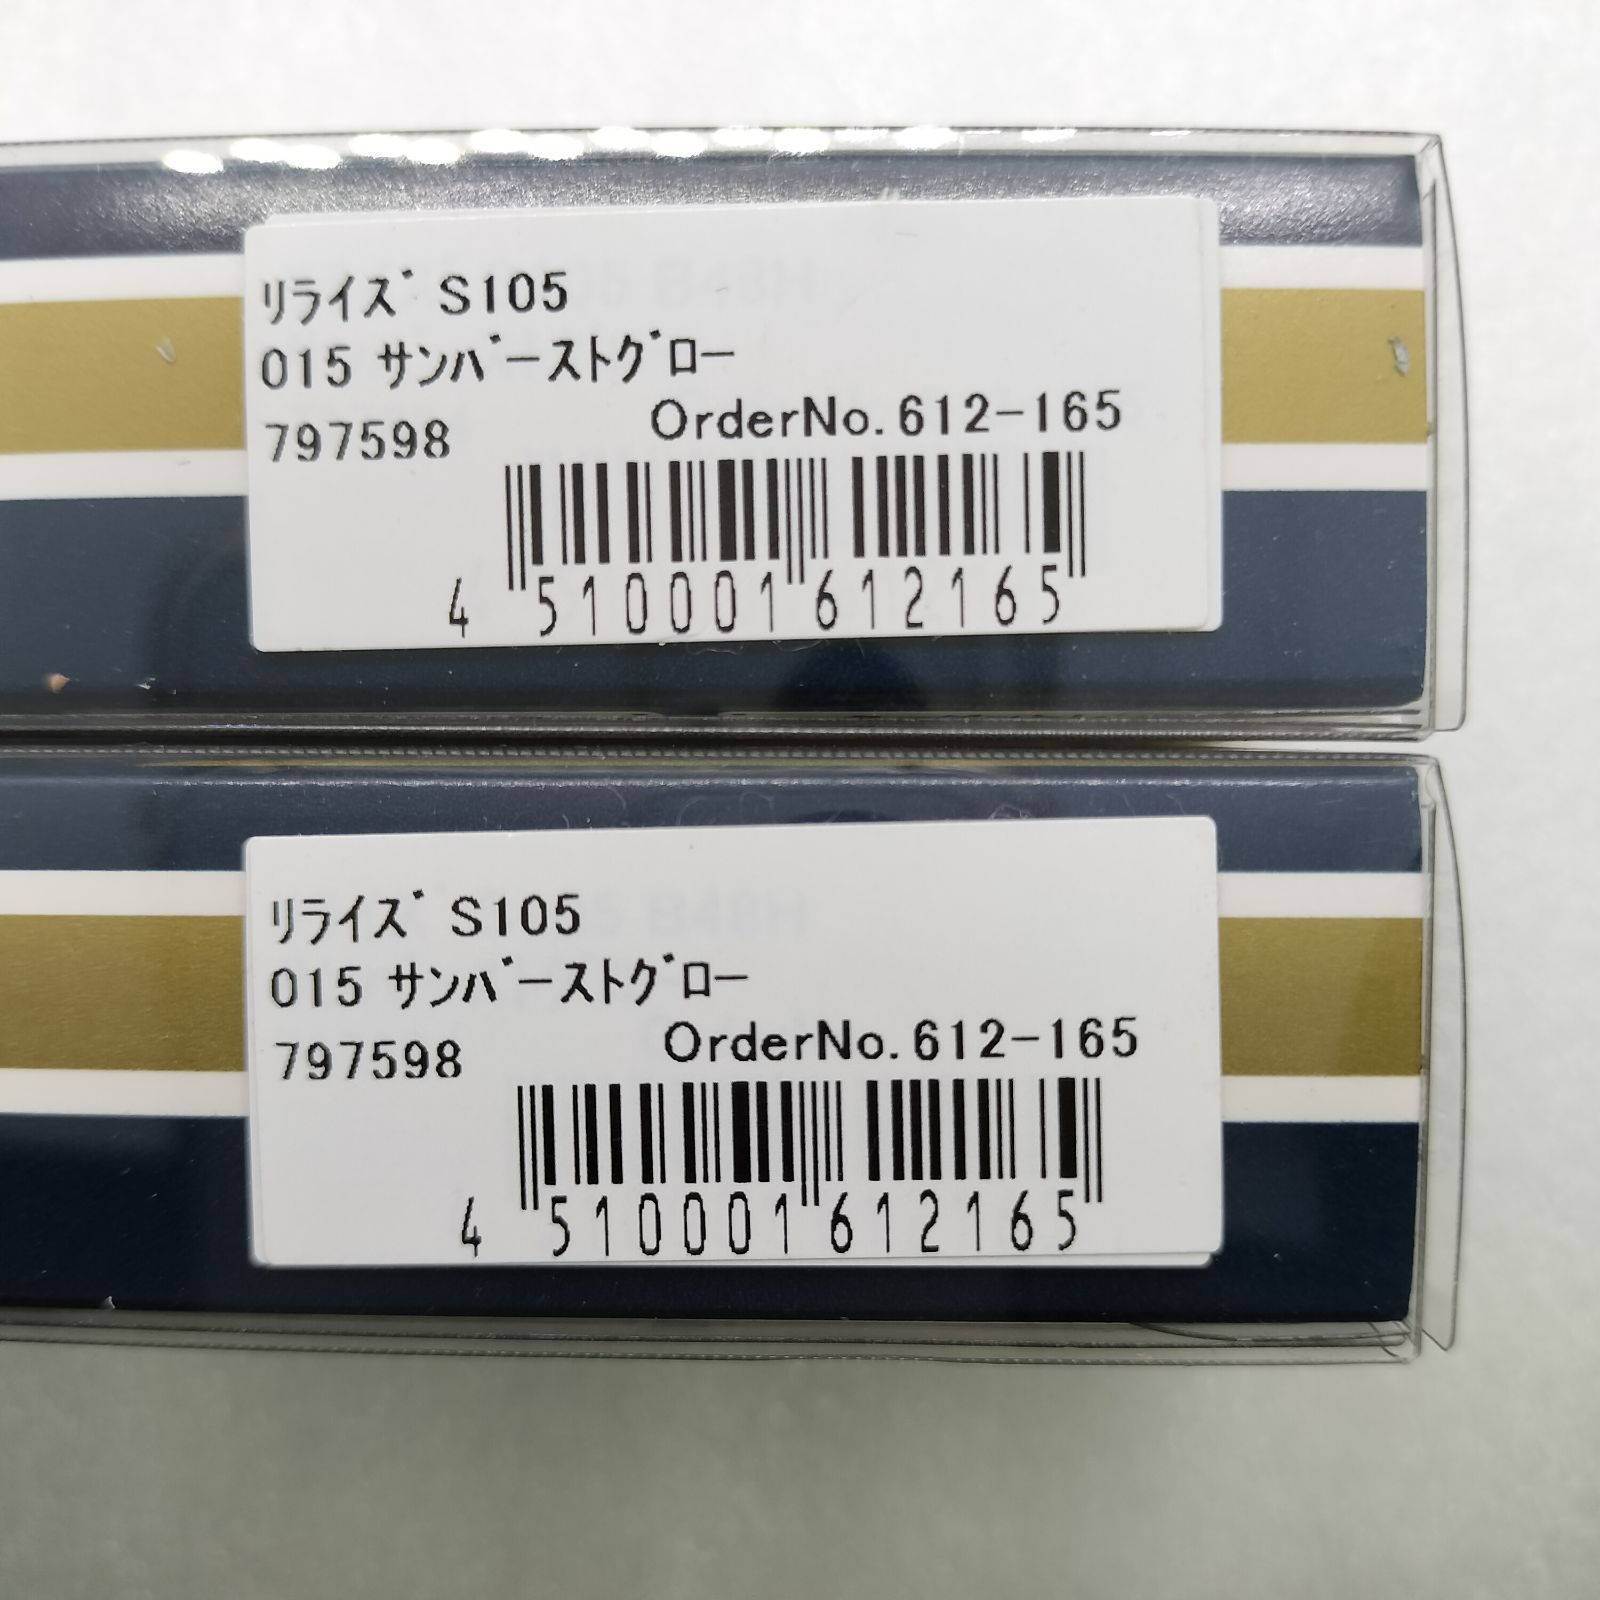 ﾘﾗｲｽﾞ S105
015 ｻﾝﾊﾞｰｽﾄｸﾞﾛｰ
OrderNo.612-165
797598
4 510001 612165
ﾘﾗｲｽﾞ S105
015 ｻﾝﾊﾞｰｽﾄｸﾞﾛｰ
OrderNo.612-165
797598
4 510001 612165